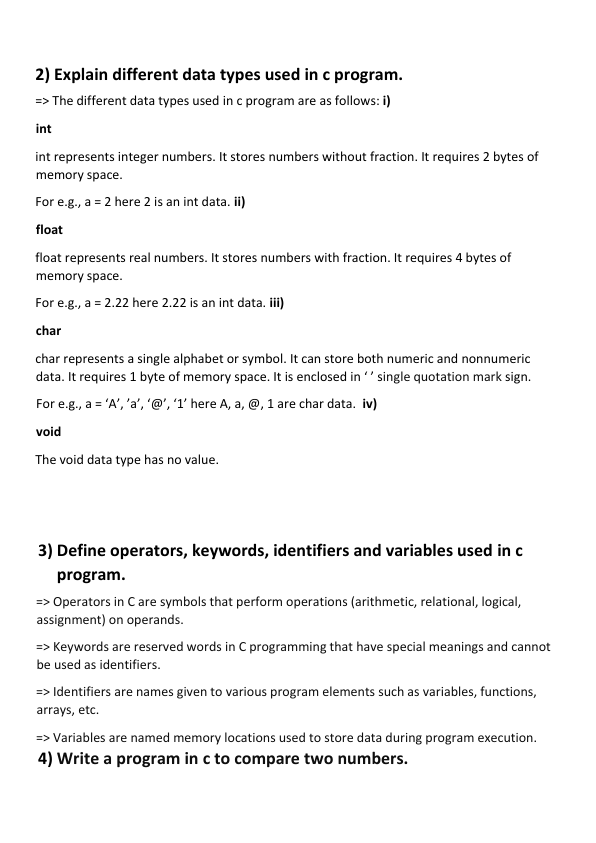 2) Explain different data types used in c program.
=> The different data types used in c program are as follows: i)
int
int represents integer numbers. It stores numbers without fraction. It requires 2 bytes of
memory space.
For e.g., a = 2 here 2 is an int data. ii)
float
float represents real numbers. It stores numbers with fraction. It requires 4 bytes of
memory space.
For e.g., a = 2.22 here 2.22 is an int data. iii)
char
char represents a single alphabet or symbol. It can store both numeric and nonnumeric
data. It requires 1 byte of memory space. It is enclosed in ‘ ’ single quotation mark sign.
For e.g., a = ‘A’, ’a’, ‘@’, ‘1’ here A, a, @, 1 are char data. iv)
void
The void data type has no value.
3) Define operators, keywords, identifiers and variables used in c
program.
=> Operators in C are symbols that perform operations (arithmetic, relational, logical,
assignment) on operands.
=> Keywords are reserved words in C programming that have special meanings and cannot
be used as identifiers.
=> Identifiers are names given to various program elements such as variables, functions,
arrays, etc.
=> Variables are named memory locations used to store data during program execution.
4) Write a program in c to compare two numbers.